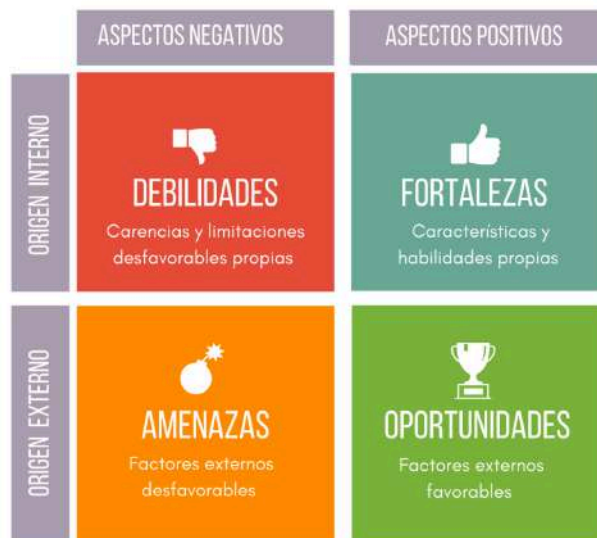 ASPECTOS NEGATIVOS
ASPECTOS POSITIVOS
ORIGEN INTERNO
DEBILIDADES
Carencias y limitaciones
desfavorables propias
FORTALEZAS
Características y
habilidades propias
ORIGEN EXTERNO
AMENAZAS
Factores externos
desfavorables
OPORTUNIDADES
Factores externos
favorables